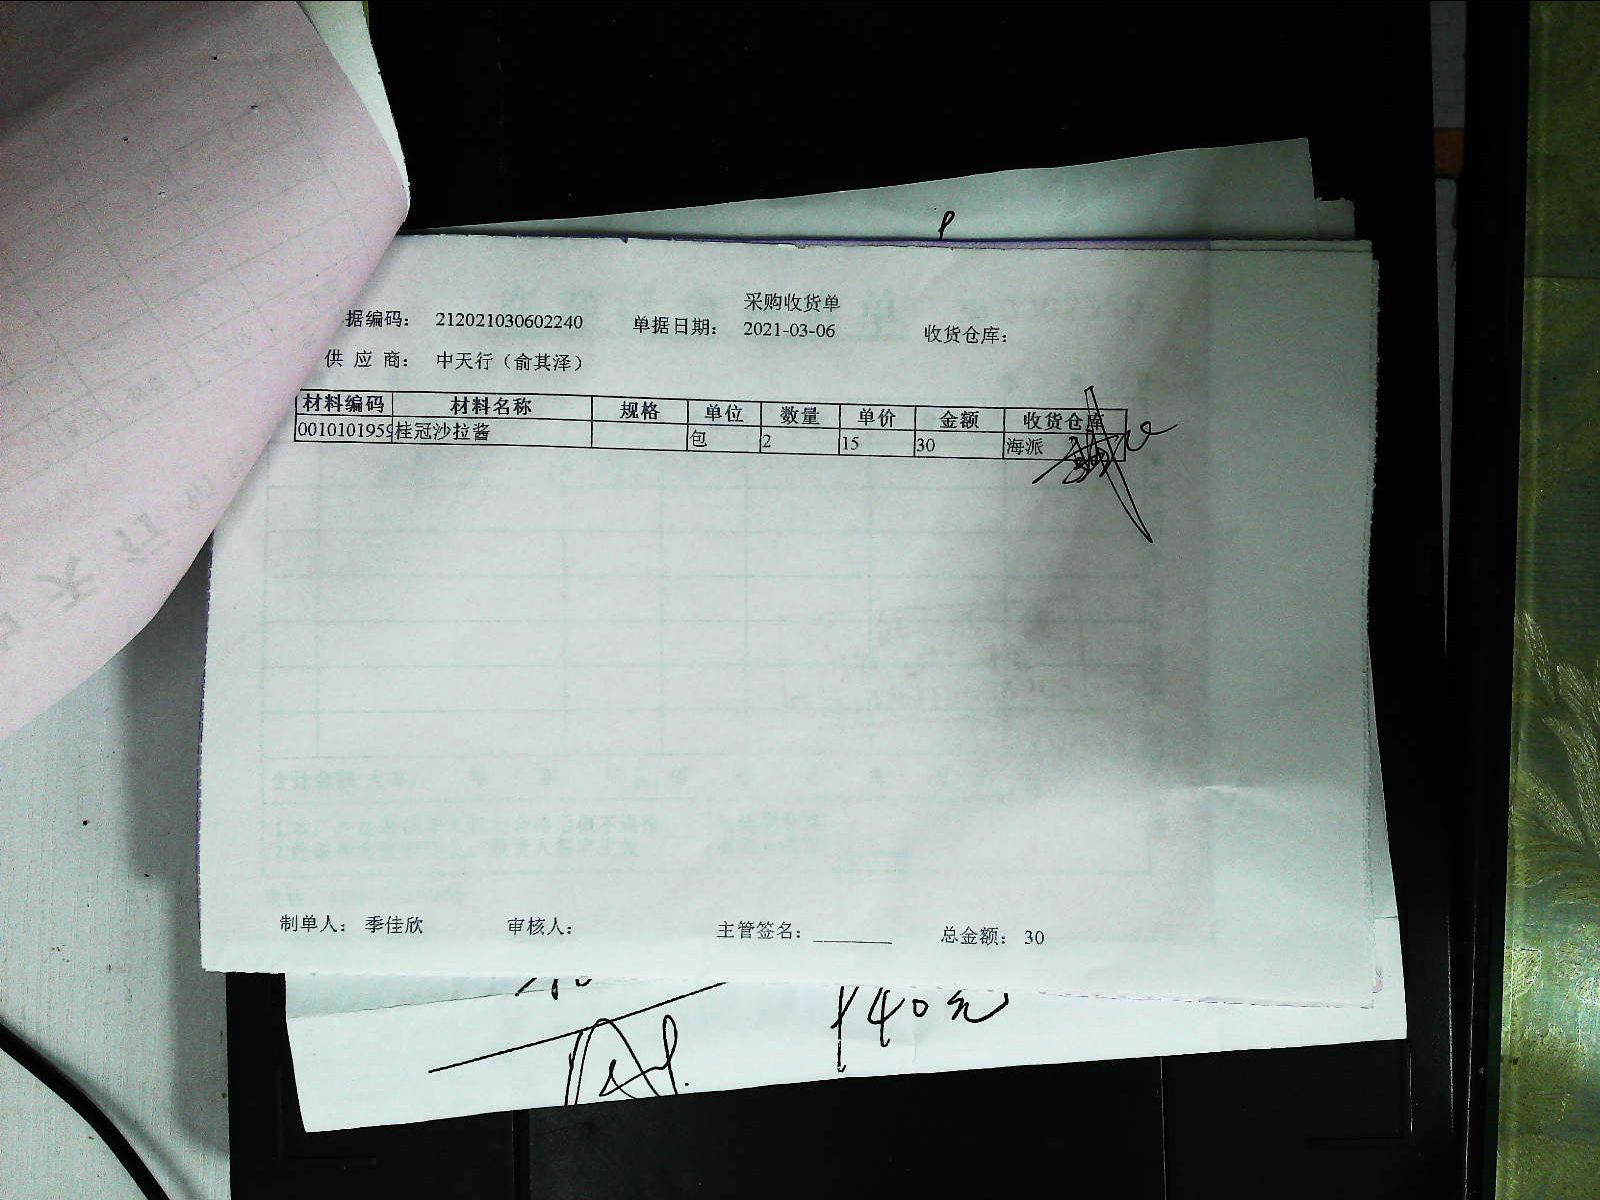 采购收货单
据编码： 212021030602240 单据日期： 2021-03-06 收货仓库：
供 应 商： 中天行（俞其泽）
材料编码 材料名称 规格 单位 数量 单价 金额 收货仓库
0010101959 桂冠沙拉酱 包 2 15 30 海派
制单人： 季佳欣 审核人： 主管签名： ________ 总金额： 30
140元